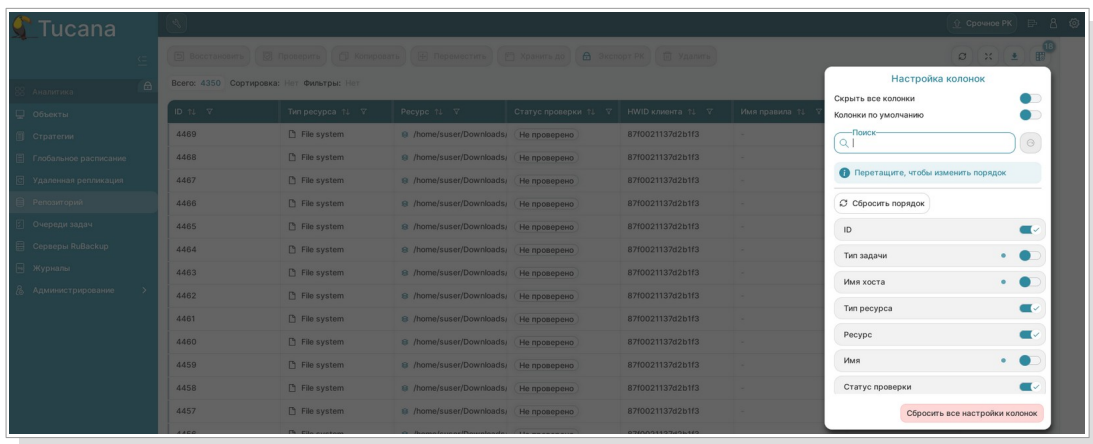 Tucana
Срочное РК
Восстановить Проверить Копировать Переместить Хранить до Экспорт РК Удалить
10
Всего: 4350 Сортировка: Нет Фильтры: Нет
Аналитика
Объекты
Стратегии
Глобальное расписание
Удаленная репликация
Репозиторий
Очереди задач
Серверы RuBackup
Журналы
Администрирование
ID Тип ресурса Ресурс Статус проверки HWID клиента Имя правила
4469 File system /home/suser/Downloads/ Не проверено 87f0021137d2b1f3 -
4468 File system /home/suser/Downloads/ Не проверено 87f0021137d2b1f3 -
4467 File system /home/suser/Downloads/ Не проверено 87f0021137d2b1f3 -
4466 File system /home/suser/Downloads/ Не проверено 87f0021137d2b1f3 -
4465 File system /home/suser/Downloads/ Не проверено 87f0021137d2b1f3 -
4464 File system /home/suser/Downloads/ Не проверено 87f0021137d2b1f3 -
4463 File system /home/suser/Downloads/ Не проверено 87f0021137d2b1f3 -
4462 File system /home/suser/Downloads/ Не проверено 87f0021137d2b1f3 -
4461 File system /home/suser/Downloads/ Не проверено 87f0021137d2b1f3 -
4460 File system /home/suser/Downloads/ Не проверено 87f0021137d2b1f3 -
4459 File system /home/suser/Downloads/ Не проверено 87f0021137d2b1f3 -
4458 File system /home/suser/Downloads/ Не проверено 87f0021137d2b1f3 -
4457 File system /home/suser/Downloads/ Не проверено 87f0021137d2b1f3 -
Настройка колонок
Скрыть все колонки
Колонки по умолчанию
Поиск
Перетащите, чтобы изменить порядок
Сбросить порядок
ID
Тип задачи
Имя хоста
Тип ресурса
Ресурс
Имя
Статус проверки
Сбросить все настройки колонок